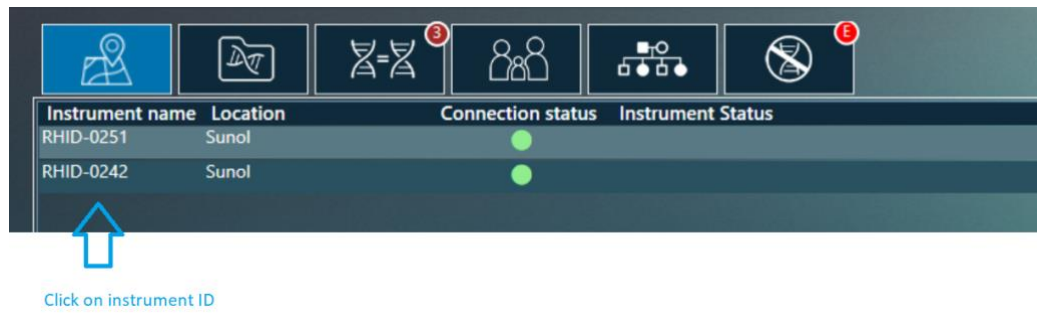 3
E
Instrument name Location Connection status Instrument Status
RHID-0251 Sunol
RHID-0242 Sunol
Click on instrument ID